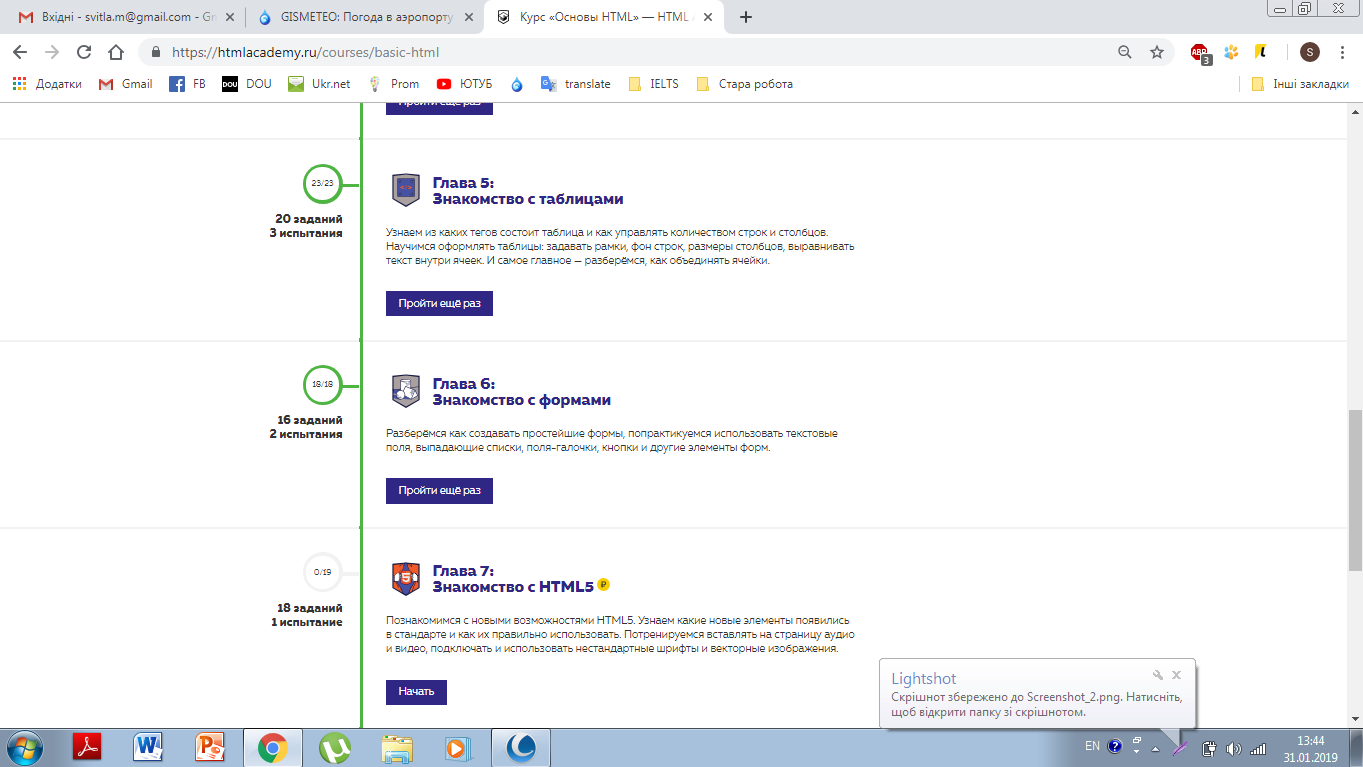 Вхідні - svitla.m@gmail.com - Gm
GISMETEO: Погода в аэропорту
Курс «Основы HTML» — HTML A
https://htmlacademy.ru/courses/basic-html
ABP
3
S
Додатки
Gmail
FB
DOU
DOU
Ukr.net
Prom
ЮТУБ
translate
IELTS
Стара робота
Інші закладки
Пройти ещё раз
23/23
20 заданий
3 испытания
Глава 5:
Знакомство с таблицами
Узнаем из каких тегов состоит таблица и как управлять количеством строк и столбцов.
Научимся оформлять таблицы: задавать рамки, фон строк, размеры столбцов, выравнивать
текст внутри ячеек. И самое главное — разберёмся, как объединять ячейки.
Пройти ещё раз
18/18
16 заданий
2 испытания
Глава 6:
Знакомство с формами
Разберёмся как создавать простейшие формы, попрактикуемся использовать текстовые
поля, выпадающие списки, поля-галочки, кнопки и другие элементы форм.
Пройти ещё раз
0/19
18 заданий
1 испытание
Глава 7:
Знакомство с HTML5 ₽
Познакомимся с новыми возможностями HTML5. Узнаем какие новые элементы появились
в стандарте и как их правильно использовать. Потренируемся вставлять на страницу аудио
и видео, подключать и использовать нестандартные шрифты и векторные изображения.
Начать
Lightshot
Скріншот збережено до Screenshot_2.png. Натисніть,
щоб відкрити папку зі скріншотом.
EN
13:44
31.01.2019